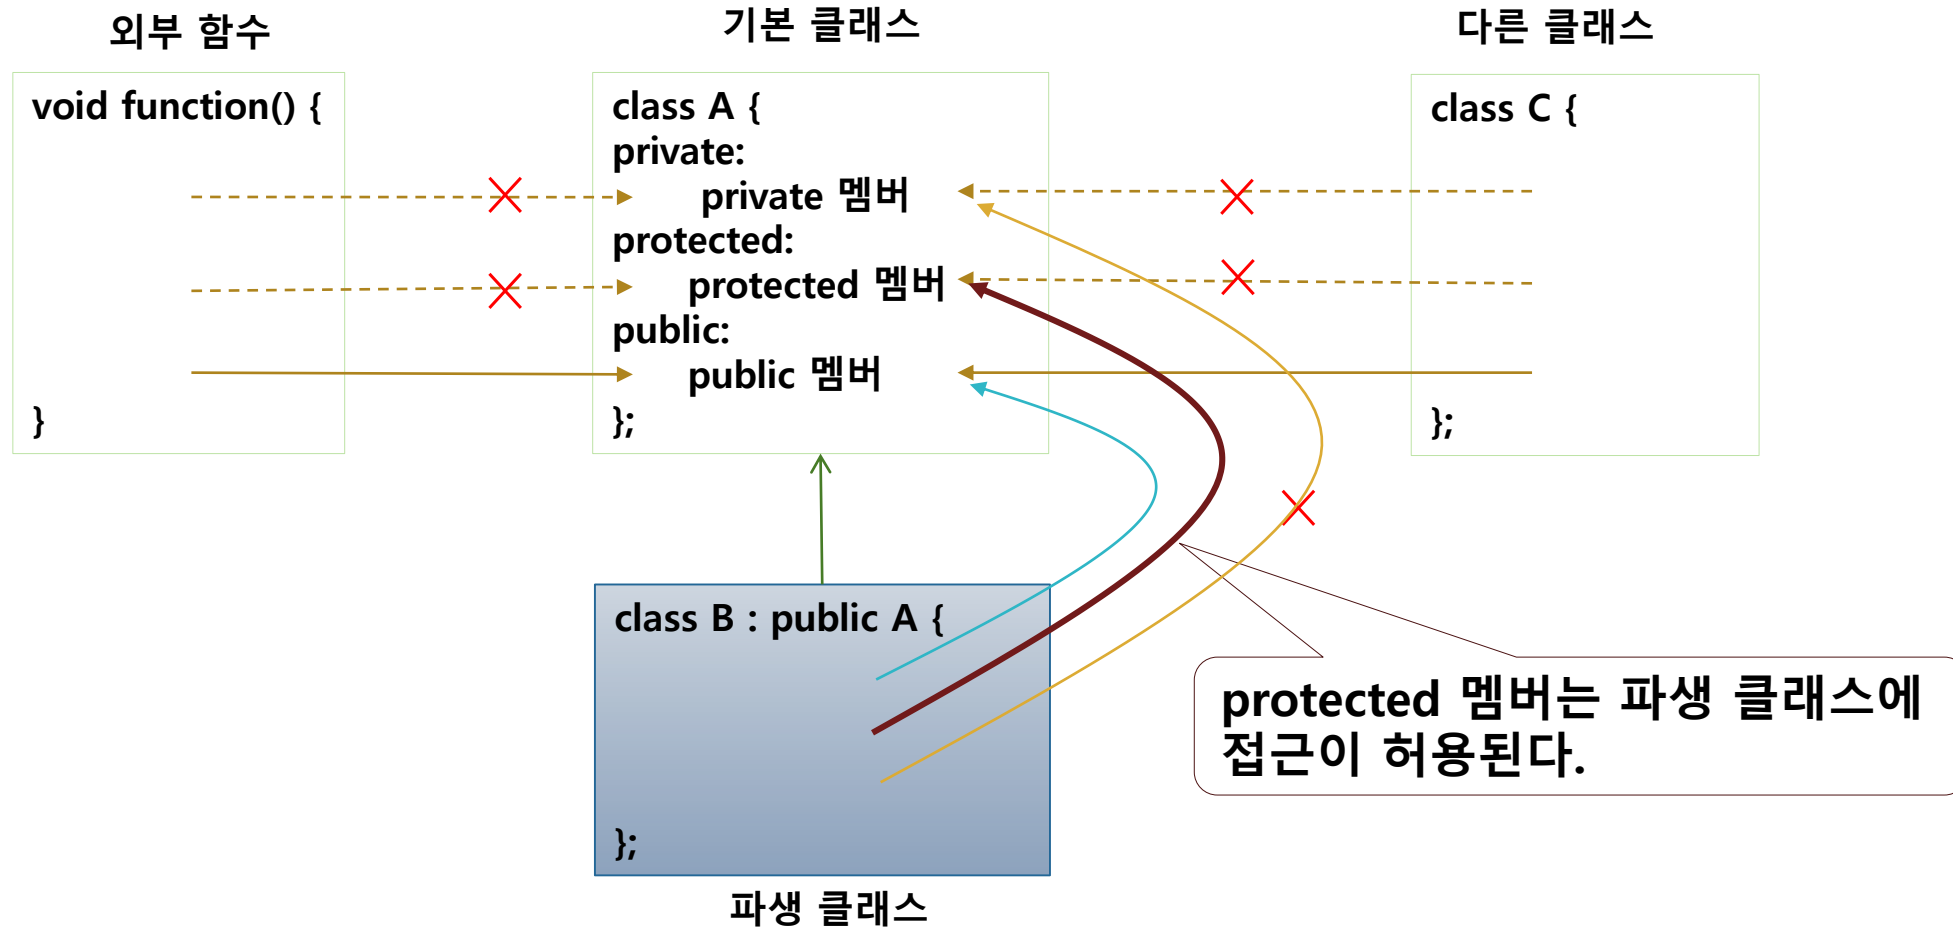 외부 함수
void function() {
}
기본 클래스
class A {
private:
private 멤버
protected:
protected 멤버
public:
public 멤버
};
다른 클래스
class C {
};
class B : public A {
};
파생 클래스
protected 멤버는 파생 클래스에
접근이 허용된다.